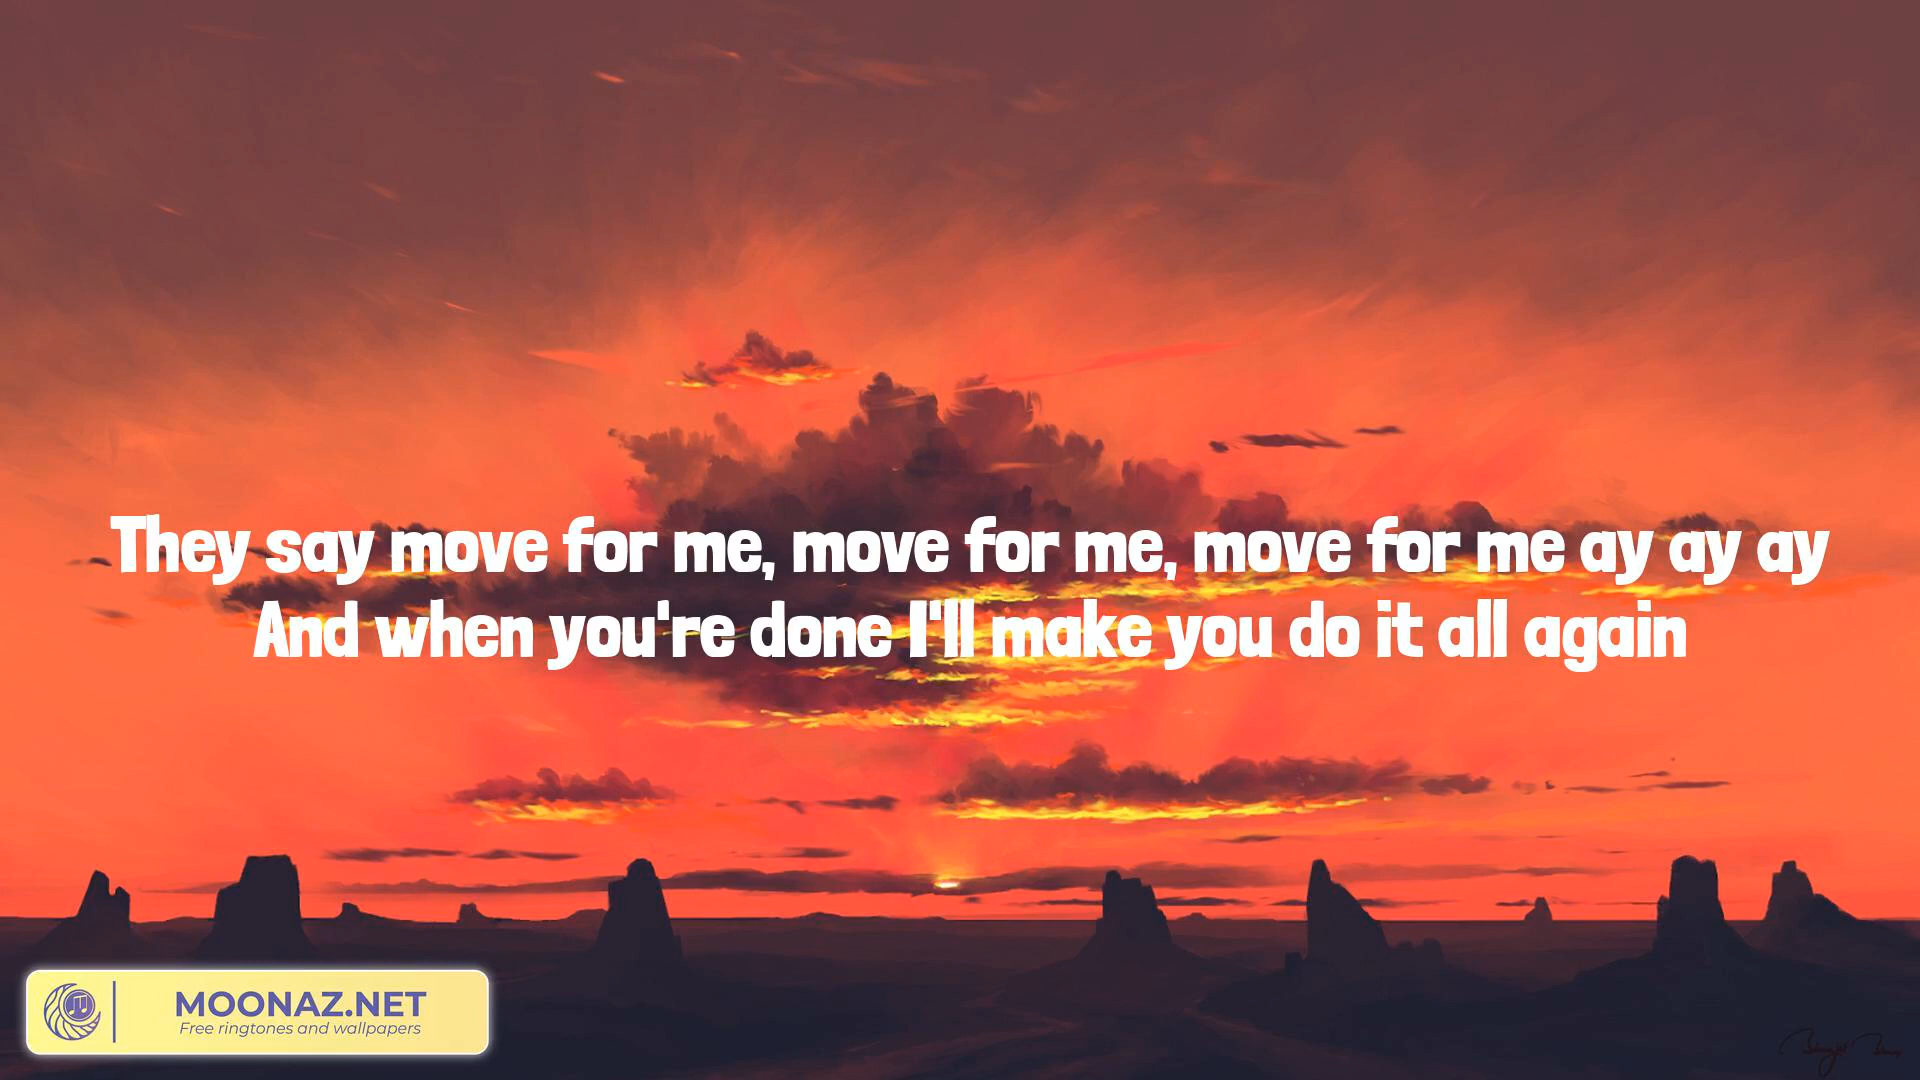 They say move for me, move for me, move for me ay ay ay
And when you're done I'll make you do it all again
MOONAZ.NET
Free ringtones and wallpapers